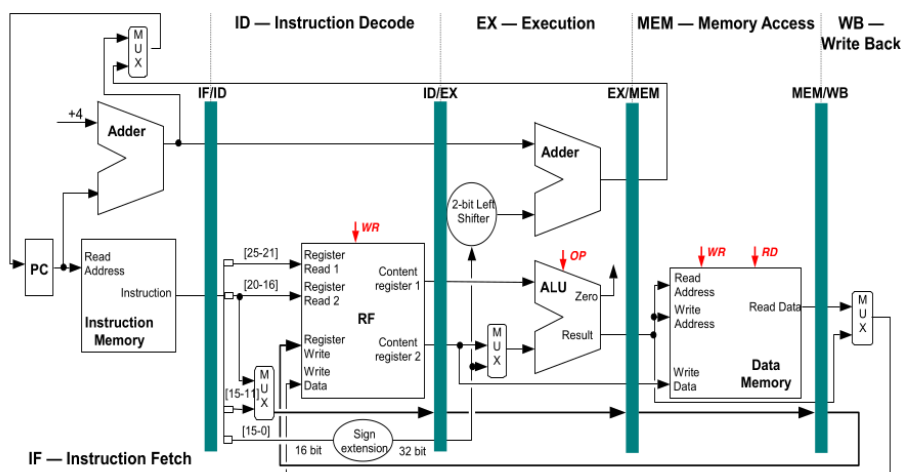 ID — Instruction Decode
EX — Execution
MEM — Memory Access
WB —
Write Back
M
U
X
IF/ID
ID/EX
EX/MEM
MEM/WB
+4
Adder
Adder
2-bit Left
Shifter
WR
OP
WR
RD
[25-21]
[20-16]
[15-11]
[15-0]
Register
Read 1
Register
Read 2
RF
Register
Write
Write
Data
Content
register 1
Content
register 2
PC
Read
Address
Instruction
Instruction
Memory
ALU
Zero
Result
M
U
X
M
U
X
Read
Address
Write
Address
Write
Data
Read Data
Data
Memory
M
U
X
16 bit
Sign
extension
32 bit
IF — Instruction Fetch